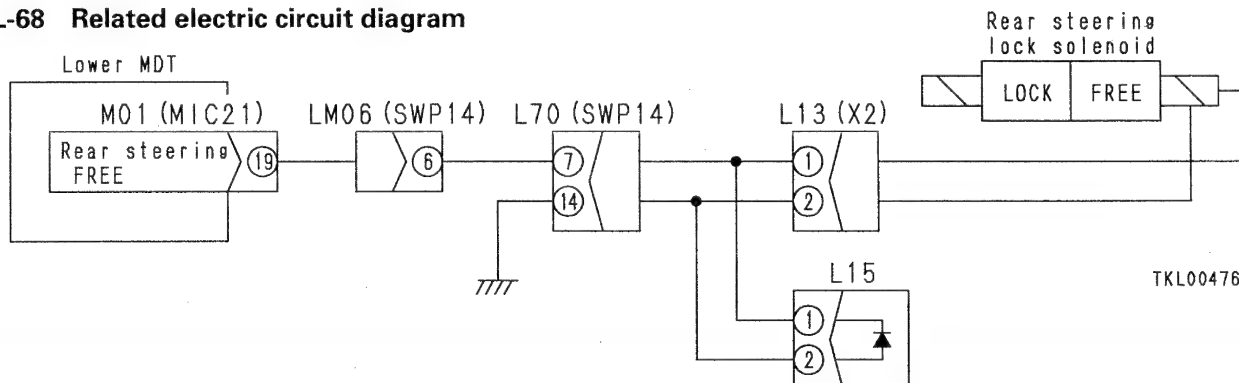 L-68 Related electric circuit diagram
Rear steering
lock solenoid
LOCK
FREE
Lower MDT
M01 (MIC21)
LM06 (SWP14)
L70 (SWP14)
L13 (X2)
Rear steering
FREE
19
6
7
14
1
2
L15
1
2
TKL00476